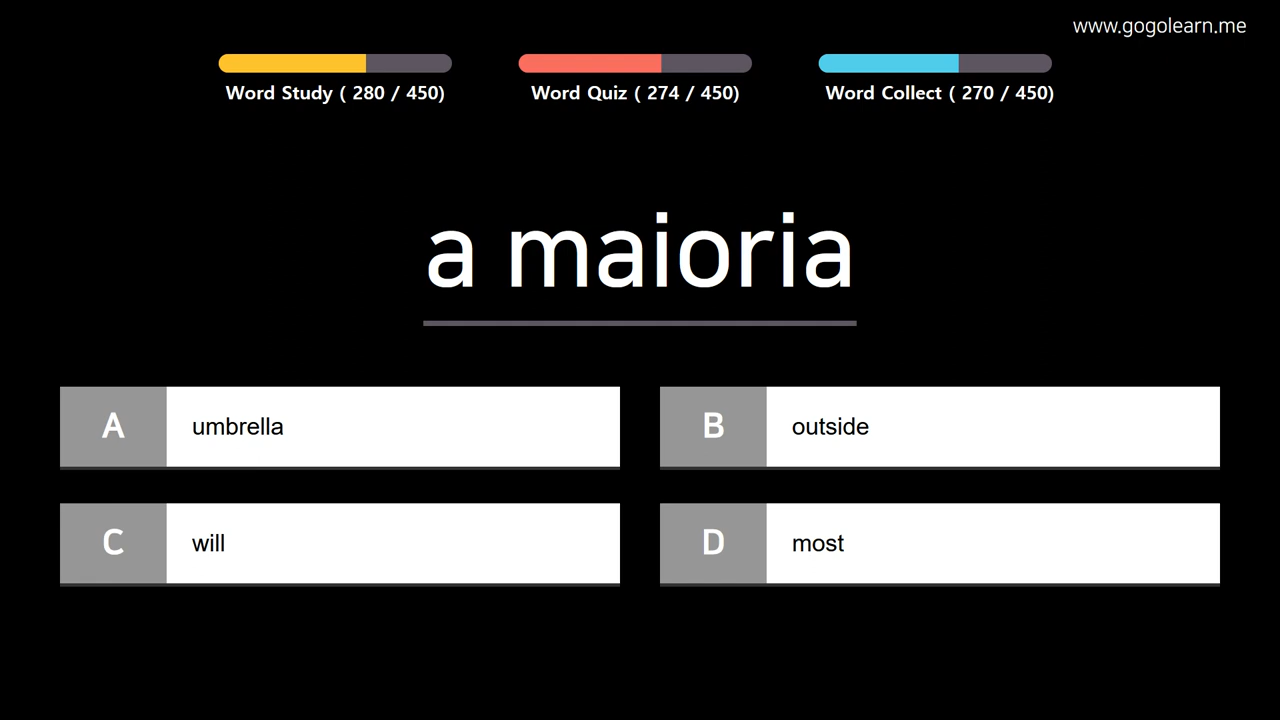 www.gogolearn.me
Word Study ( 280 / 450)
Word Quiz ( 274 / 450)
Word Collect ( 270 / 450)
a maioria
A umbrella
B outside
C will
D most